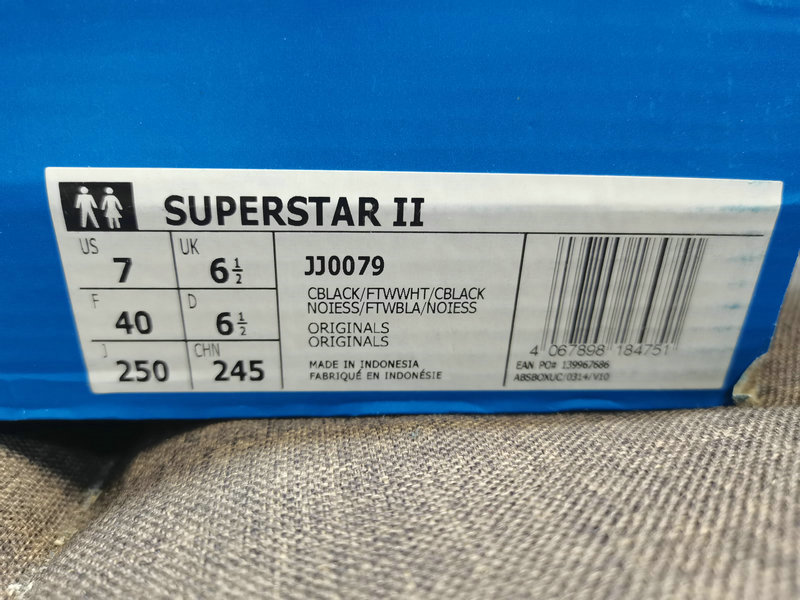 SUPERSTAR II
US 7 UK 6 1/2
F 40 D 6 1/2
J 250 CHN 245
JJ0079
CBLACK/FTWWHT/CBLACK
NOIESS/FTWBLA/NOIESS
ORIGINALS
ORIGINALS
MADE IN INDONESIA
FABRIQUÉ EN INDONÉSIE
4 067898 184751
EAN PO# 139967686
ABSBOXUC/0314/V10